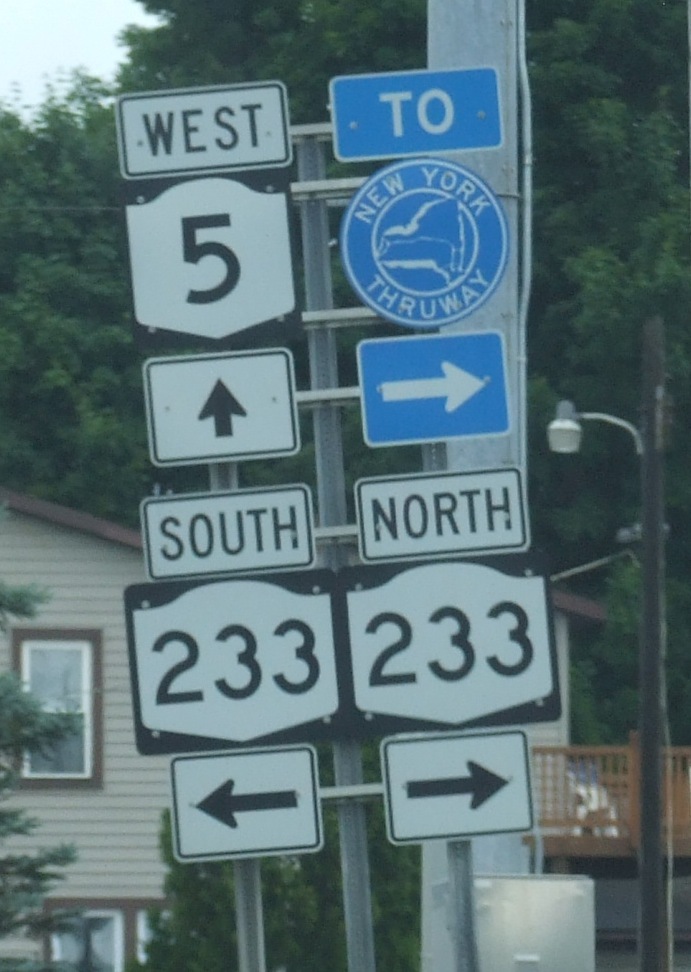 WEST
5
TO
NEW YORK
THRUWAY
SOUTH
233
NORTH
233